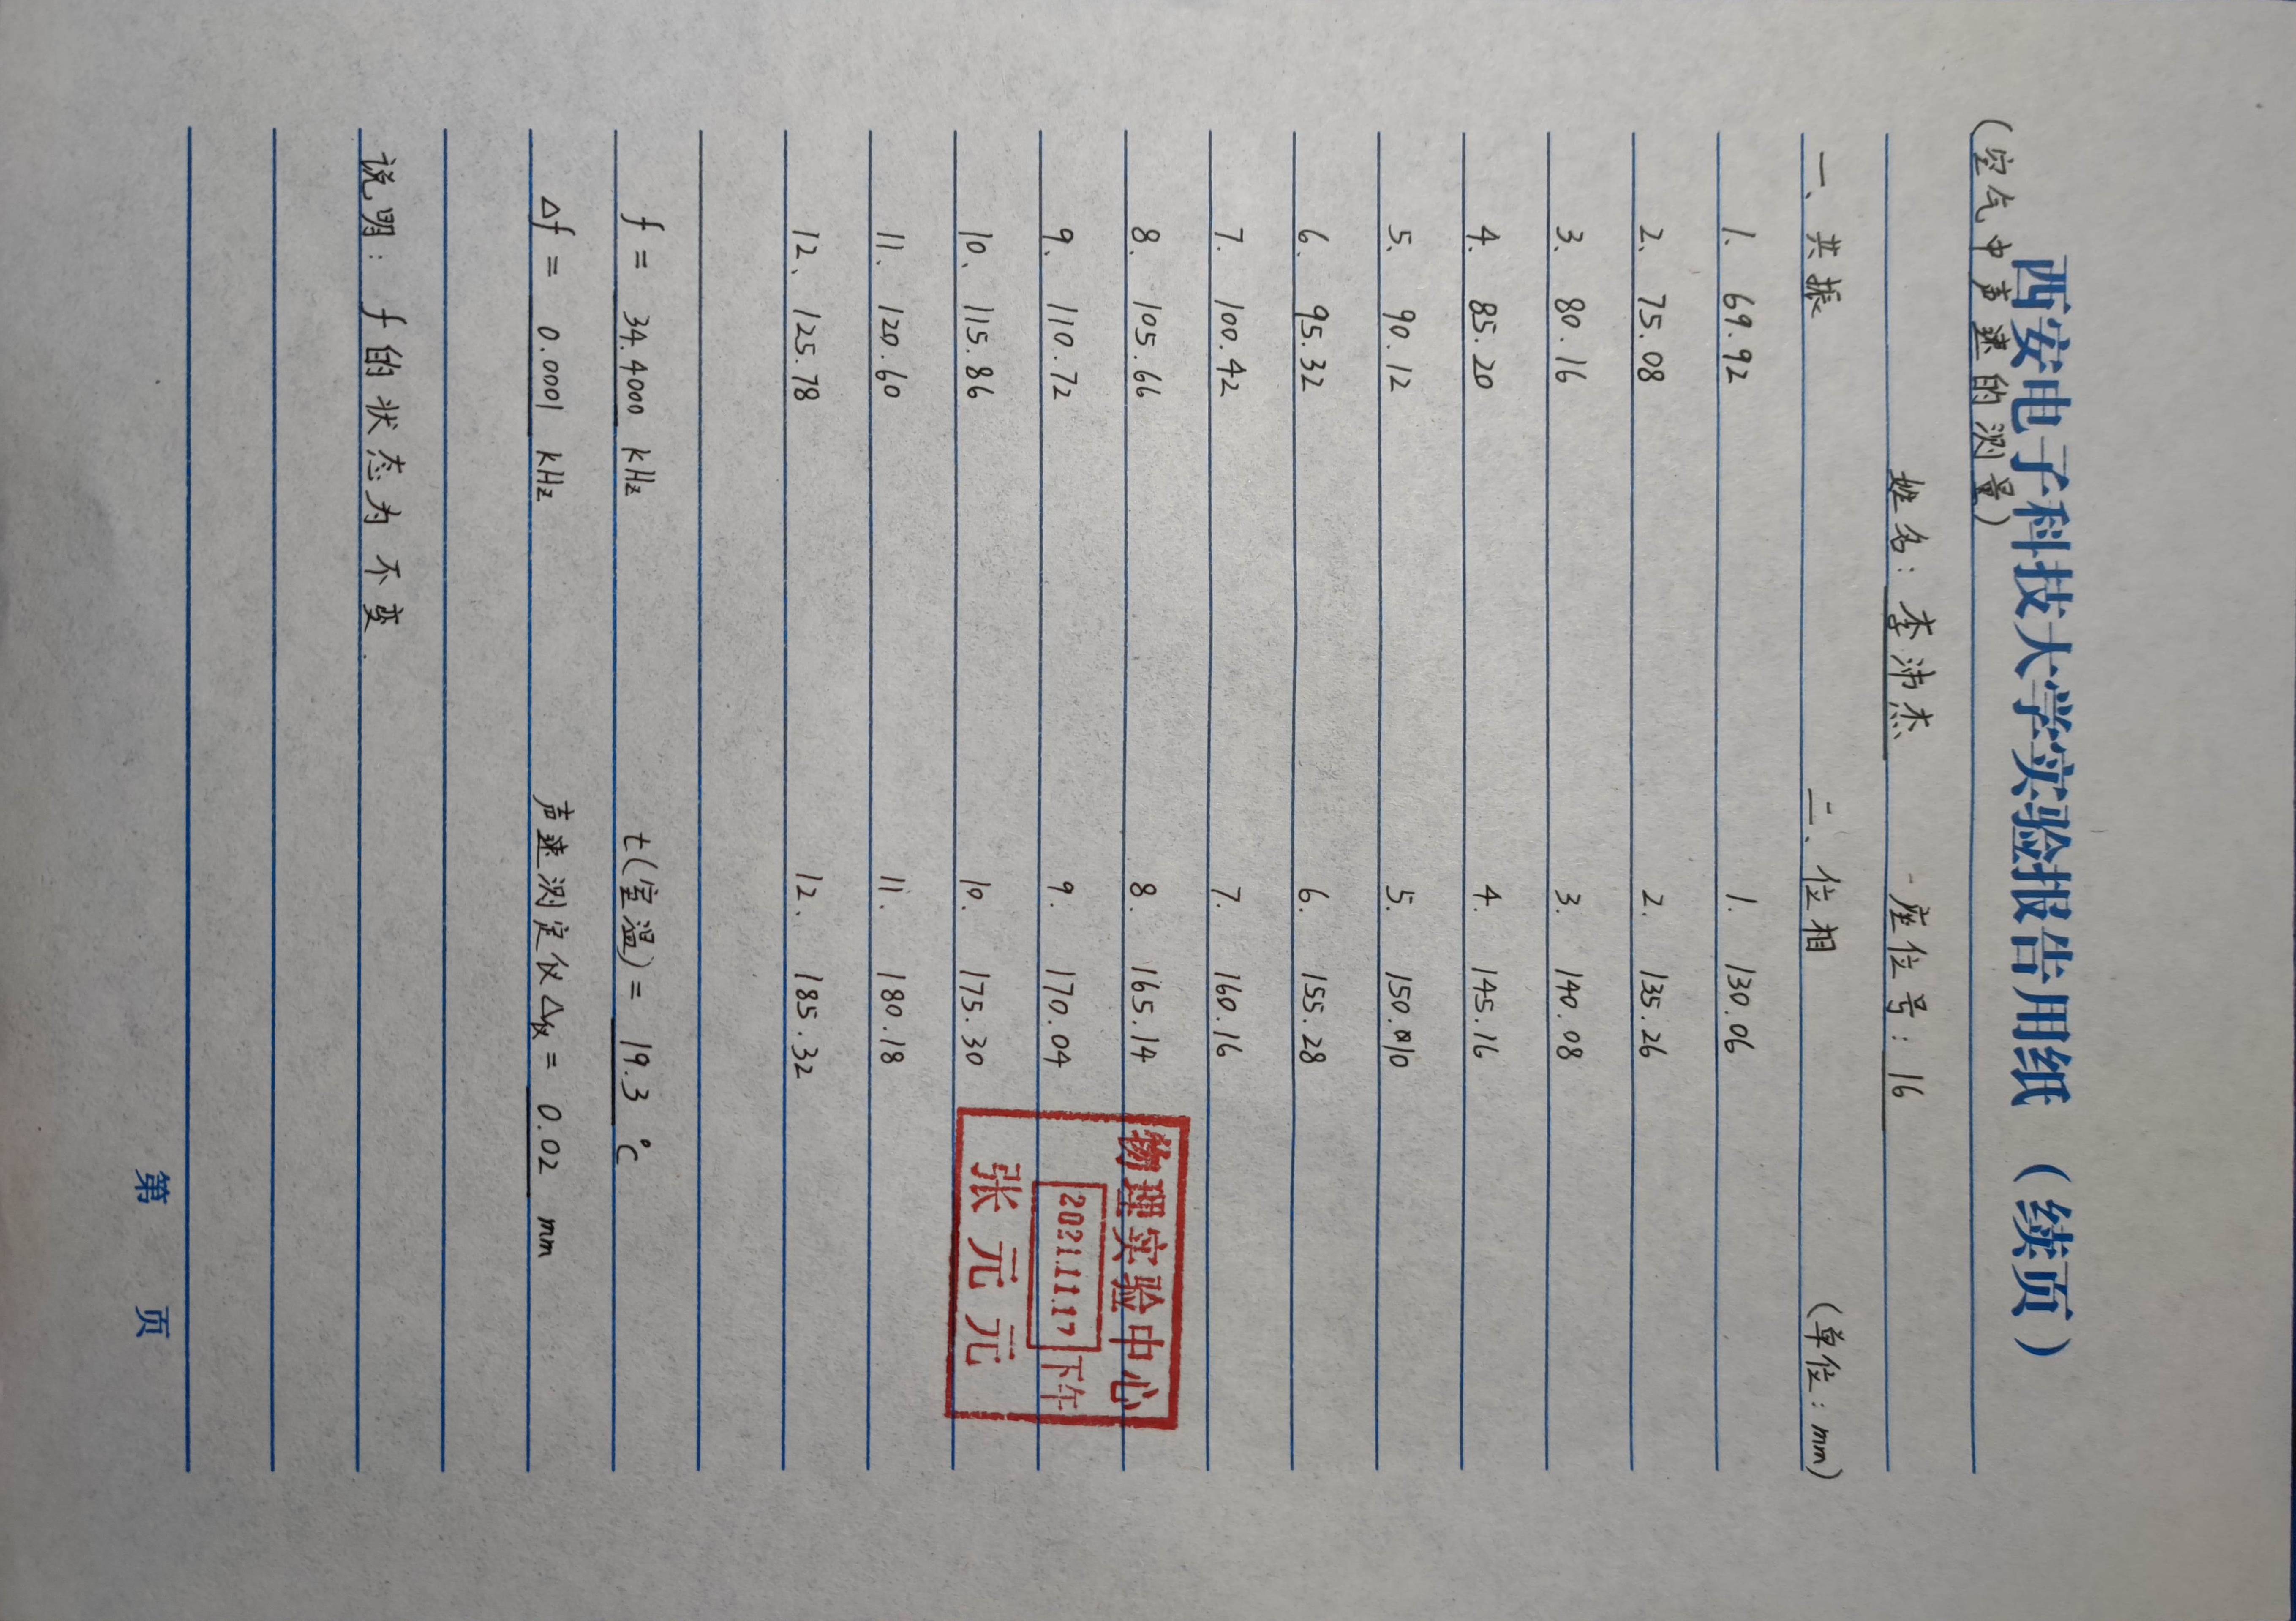 西安电子科技大学实验报告用纸（续页）
(空气中声速的测量)
姓名: 李沛杰 座位号: 16
一、共振 二、位相 (单位: mm)
1、 69.92 1. 130.06
2、 75.08 2. 135.26
3、 80.16 3. 140.08
4、 85.20 4. 145.16
5、 90.12 5. 150.10
6、 95.32 6. 155.28
7. 100.42 7. 160.16
8、 105.66 8. 165.14
9、 110.72 9. 170.04
10、 115.86 10. 175.30
11、 120.60 11. 180.18
12、 125.78 12. 185.32
物理实验中心
2021.11.17 下午
张元元
f = 34.4000 kHz t(室温) = 19.3 ℃
Δf = 0.0001 kHz 声速测定仪Δ仪 = 0.02 mm
说明: f的状态为不变.
第 页